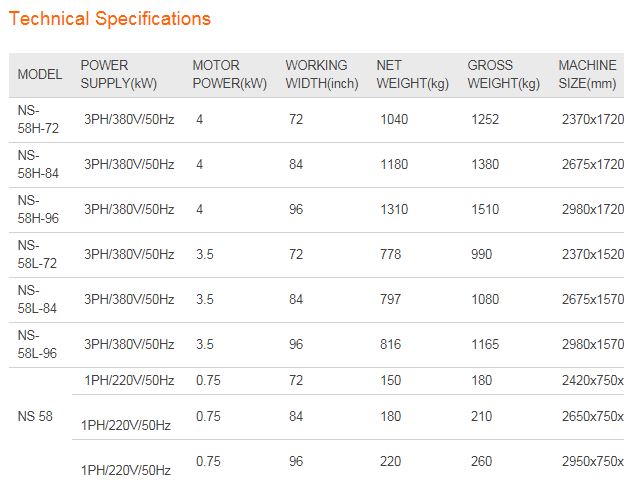 Technical Specifications
MODEL POWER SUPPLY(kW) MOTOR POWER(kW) WORKING WIDTH(inch) NET WEIGHT(kg) GROSS WEIGHT(kg) MACHINE SIZE(mm)
NS-58H-72 3PH/380V/50Hz 4 72 1040 1252 2370x1720
NS-58H-84 3PH/380V/50Hz 4 84 1180 1380 2675x1720
NS-58H-96 3PH/380V/50Hz 4 96 1310 1510 2980x1720
NS-58L-72 3PH/380V/50Hz 3.5 72 778 990 2370x1520
NS-58L-84 3PH/380V/50Hz 3.5 84 797 1080 2675x1570
NS-58L-96 3PH/380V/50Hz 3.5 96 816 1165 2980x1570
1PH/220V/50Hz 0.75 72 150 180 2420x750x
NS 58 1PH/220V/50Hz 0.75 84 180 210 2650x750x
1PH/220V/50Hz 0.75 96 220 260 2950x750x